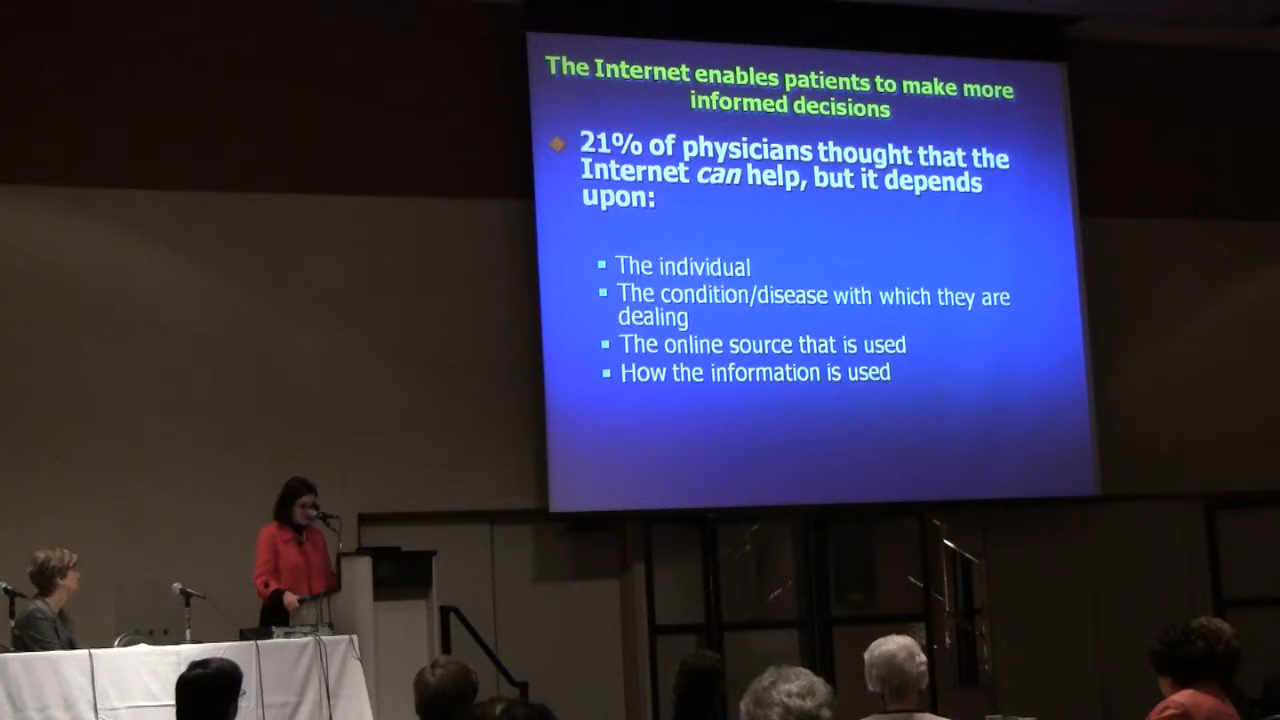 The Internet enables patients to make more
informed decisions
21% of physicians thought that the
Internet can help, but it depends
upon:
The individual
The condition/disease with which they are
dealing
The online source that is used
How the information is used